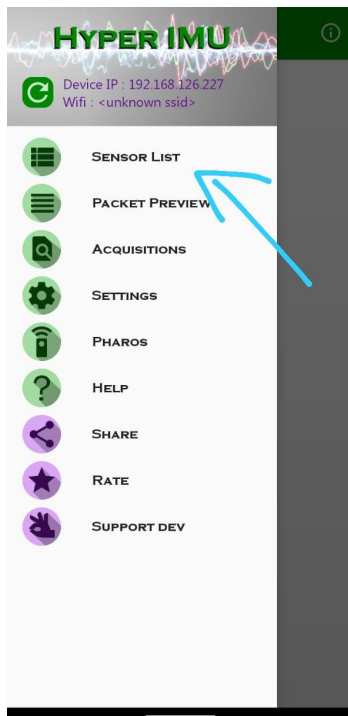 HYPER IMU
Device IP : 192.168.126.227
Wifi : <unknown ssid>
SENSOR LIST
PACKET PREVIEW
ACQUISITIONS
SETTINGS
PHAROS
HELP
SHARE
RATE
SUPPORT DEV